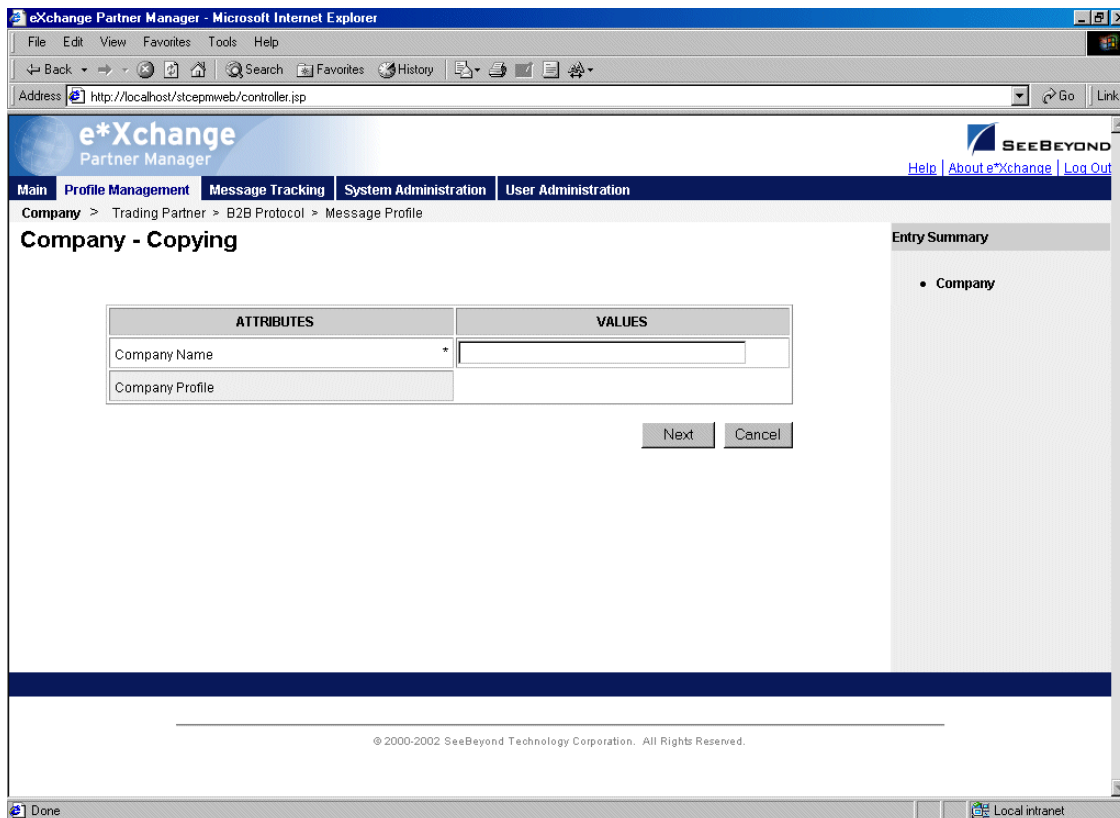 eXchange Partner Manager - Microsoft Internet Explorer
File Edit View Favorites Tools Help
Back Search Favorites History
Address http://localhost/stcepmweb/controller.jsp Go Link
e*Xchange
Partner Manager
SEEBEYOND
Help | About e*Xchange | Log Out
Main Profile Management Message Tracking System Administration User Administration
Company > Trading Partner > B2B Protocol > Message Profile
Company - Copying
Entry Summary
• Company
ATTRIBUTES VALUES
Company Name *
Company Profile
Next Cancel
© 2000-2002 SeeBeyond Technology Corporation. All Rights Reserved.
Done Local intranet